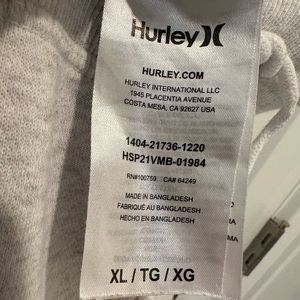 Hurley
HURLEY.COM
HURLEY INTERNATIONAL LLC
1945 PLACENTIA AVENUE
COSTA MESA, CA 92627 USA
1404-21736-1220
HSP21VMB-01984
RN#100759 CA# 64249
MADE IN BANGLADESH
FABRIQUÉ AU BANGLADESH
HECHO EN BANGLADESH
XL / TG / XG